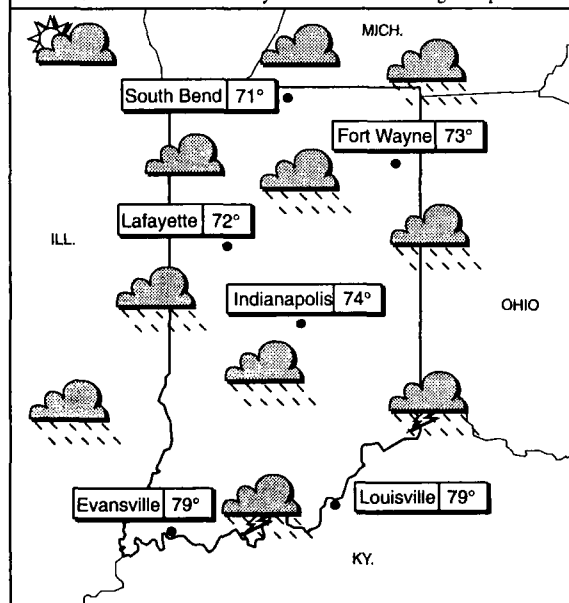 MICH.
South Bend 71°
Fort Wayne 73°
Lafayette 72°
ILL.
Indianapolis 74°
OHIO
Evansville 79°
Louisville 79°
KY.